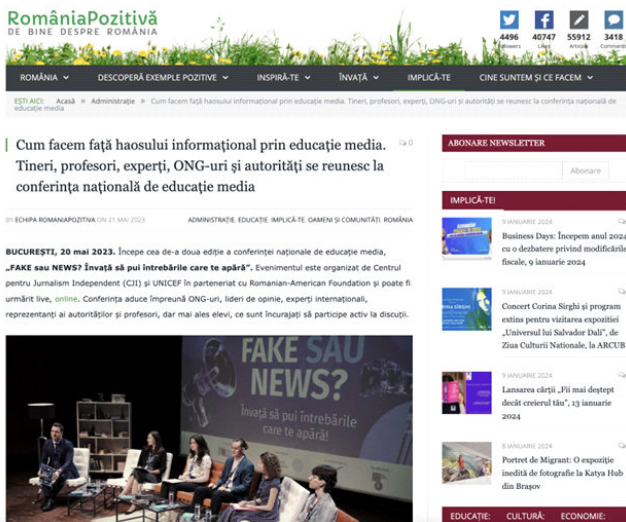 RomâniaPozitivă
DE BINE DESPRE ROMÂNIA
4496
40747
55912
3418
Likes
ROMÂNIA
DESCOPERĂ EXEMPLE POZITIVE
INSPIRĂ-TE
ÎNVAȚĂ
IMPLICĂ-TE
CINE SUNTEM ȘI CE FACEM
EȘTI AICI: Acasă » Administrație » Cum facem față haosului informațional prin educație media. Tineri, profesori, experți, ONG-uri și autorități se reunesc la conferința națională de
educație media
Cum facem faţă haosului informaţional prin educaţie media.
Tineri, profesori, experţi, ONG-uri şi autorităţi se reunesc la
conferinţa naţională de educaţie media
0
BY ECHIPA ROMANIAPOZITIVA ON 21 MAI 2023
ADMINISTRAȚIE, EDUCAȚIE, IMPLICĂ-TE, OAMENI ȘI COMUNITĂȚI, ROMÂNIA
BUCUREȘTI, 20 mai 2023. Începe cea de-a doua ediție a conferinței naționale de educație media,
„FAKE sau NEWS? Învață să pui întrebările care te apără”. Evenimentul este organizat de Centrul
pentru Jurnalism Independent (CJI) și UNICEF în parteneriat cu Romanian-American Foundation și poate fi
urmărit live, online. Conferința aduce împreună ONG-uri, lideri de opinie, experți internaționali,
reprezentanți ai autorităților și profesori, dar mai ales elevi, ce sunt încurajați să participe activ la discuții.
FAKE SAU
NEWS?
Învață să pui întrebările
care te apără!
ABONARE NEWSLETTER
Abonare
IMPLICĂ-TE!
9 IANUARIE 2024
Business Days: Începem anul 2024
cu o dezbatere privind modificările
fiscale, 9 ianuarie 2024
9 IANUARIE 2024
Concert Corina Sîrghi și program
extins pentru vizitarea expozitiei
„Universul lui Salvador Dalí”, de
Ziua Culturii Nationale, la ARCUB
9 IANUARIE 2024
Lansarea cărții „Fii mai deștept
decât creierul tău”, 13 ianuarie
2024
8 IANUARIE 2024
Portret de Migrant: O expoziție
inedită de fotografie la Katya Hub
din Brașov
EDUCAȚIE: CULTURĂ: ECONOMIE: